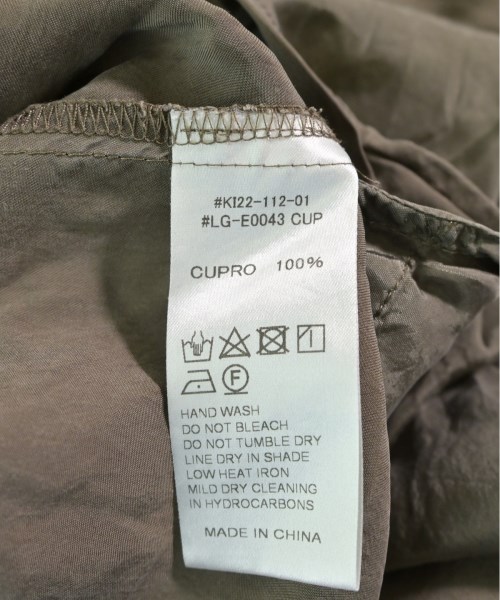 #KI22-112-01
#LG-E0043 CUP
CUPRO 100%
F
HAND WASH
DO NOT BLEACH
DO NOT TUMBLE DRY
LINE DRY IN SHADE
LOW HEAT IRON
MILD DRY CLEANING
IN HYDROCARBONS
MADE IN CHINA